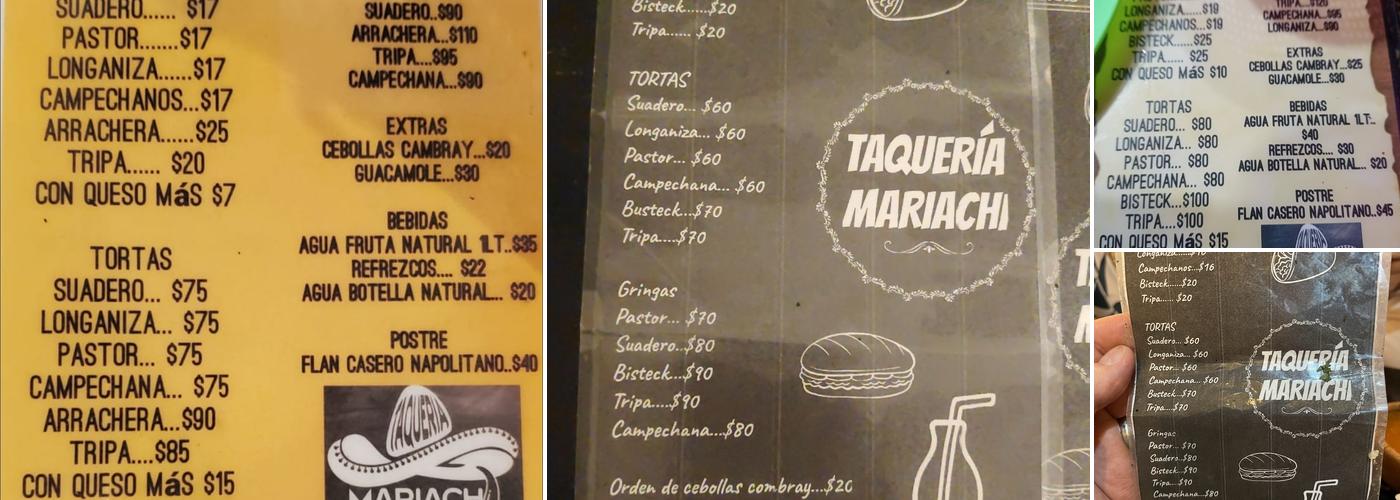 SUADERO......$17
PASTOR.......$17
LONGANIZA......$17
CAMPECHANOS...$17
ARRACHERA......$25
TRIPA...... $20
CON QUESO MáS $7
TORTAS
SUADERO... $75
LONGANIZA... $75
PASTOR... $75
CAMPECHANA... $75
ARRACHERA...$90
TRIPA....$85
CON QUESO MáS $15
SUADERO..$90
ARRACHERA...$110
TRIPA...$95
CAMPECHANA...$90
EXTRAS
CEBOLLAS CAMBRAY...$20
GUACAMOLE...$30
BEBIDAS
AGUA FRUTA NATURAL 1LT..$35
REFREZCOS.... $22
AGUA BOTELLA NATURAL... $20
POSTRE
FLAN CASERO NAPOLITANO..$40
TAQUERIA
MARIACHi
Bisteck......$20
Tripa...... $20
TORTAS
Suadero... $60
Longaniza... $60
Pastor... $60
Campechana... $60
Busteck...$70
Tripa....$70
Gringas
Pastor... $70
Suadero...$80
Bisteck...$90
Tripa....$90
Campechana...$80
Orden de cebollas combray...$20
TAQUERÍA
MARIACHI
LONGANIZA......$19
CAMPECHANOS...$19
BISTECK......$25
TRIPA...... $25
CON QUESO MáS $10
TORTAS
SUADERO... $80
LONGANIZA... $80
PASTOR... $80
CAMPECHANA... $80
BISTECK...$100
TRIPA....$100
CON QUESO MáS $15
TRIPA...$120
CAMPECHANA...$95
LONGANIZA...$90
EXTRAS
CEBOLLAS CAMBRAY...$25
GUACAMOLE...$30
BEBIDAS
AGUA FRUTA NATURAL 1LT..
$40
REFREZCOS.... $30
AGUA BOTELLA NATURAL... $20
POSTRE
FLAN CASERO NAPOLITANO..$45
Longaniza...
Campechanos...$16
Bisteck......$20
Tripa...... $20
TORTAS
Suadero... $60
Longaniza... $60
Pastor... $60
Campechana... $60
Busteck...$70
Tripa....$70
Gringas
Pastor... $70
Suadero...$80
Bisteck...$90
Tripa....$90
Campechana...$80
TAQUERÍA
MARIACHI